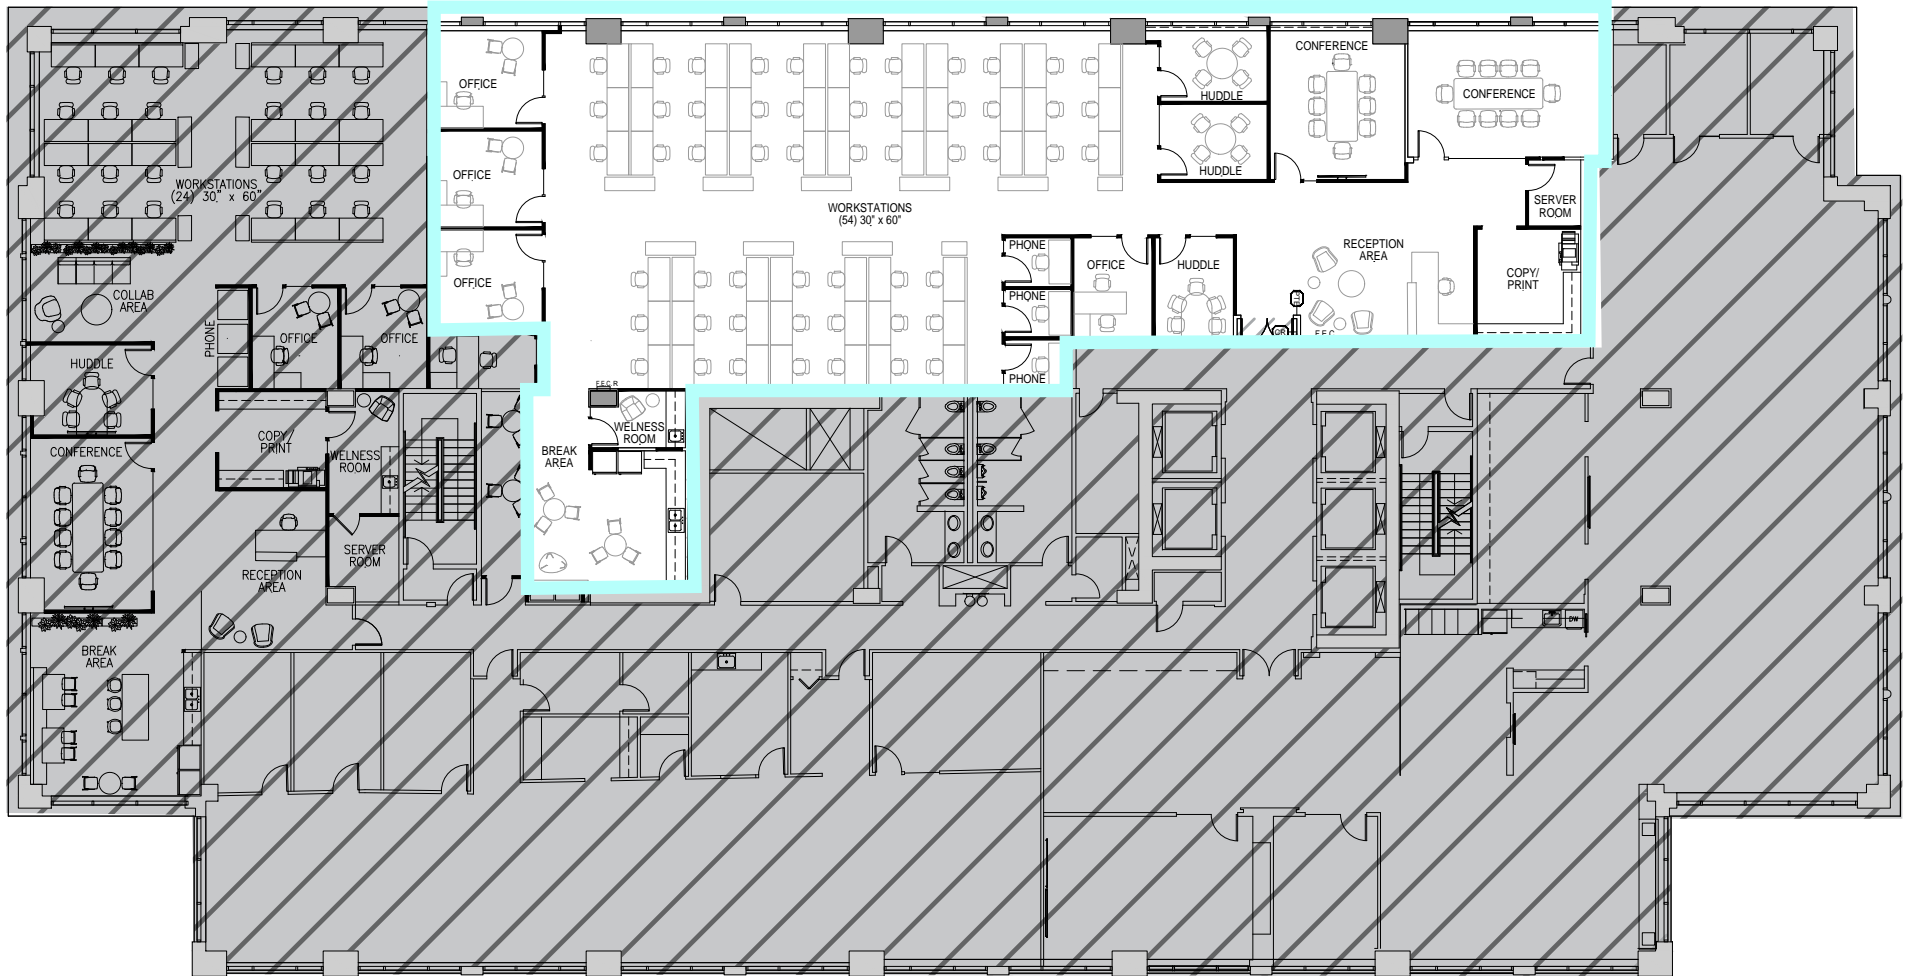 OFFICE
CONFERENCE
HUDDLE
CONFERENCE
OFFICE
HUDDLE
WORKSTATIONS
(24) 30" x 60"
WORKSTATIONS
(54) 30" x 60"
SERVER
ROOM
PHONE
OFFICE
HUDDLE
RECEPTION
AREA
COPY/
PRINT
OFFICE
PHONE
COLLAB
AREA
PHONE
OFFICE
OFFICE
F.E.C.
HUDDLE
PHONE
F.E.C.R
WELNESS
ROOM
COPY/
PRINT
CONFERENCE
WELNESS
ROOM
BREAK
AREA
SERVER
ROOM
RECEPTION
AREA
DW
BREAK
AREA